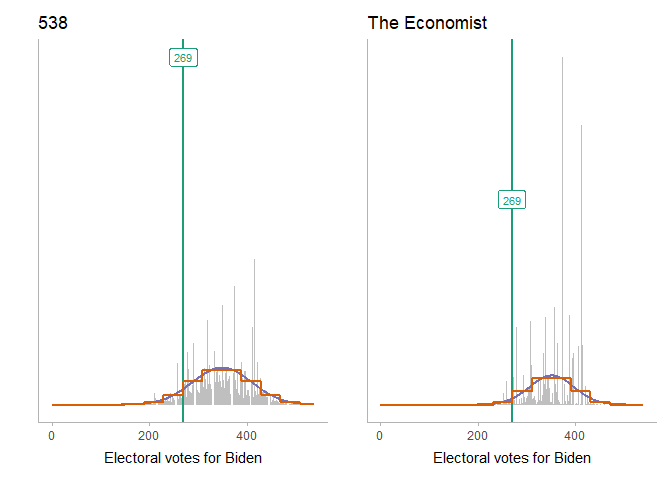 538
269
0 200 400
Electoral votes for Biden
The Economist
269
0 200 400
Electoral votes for Biden